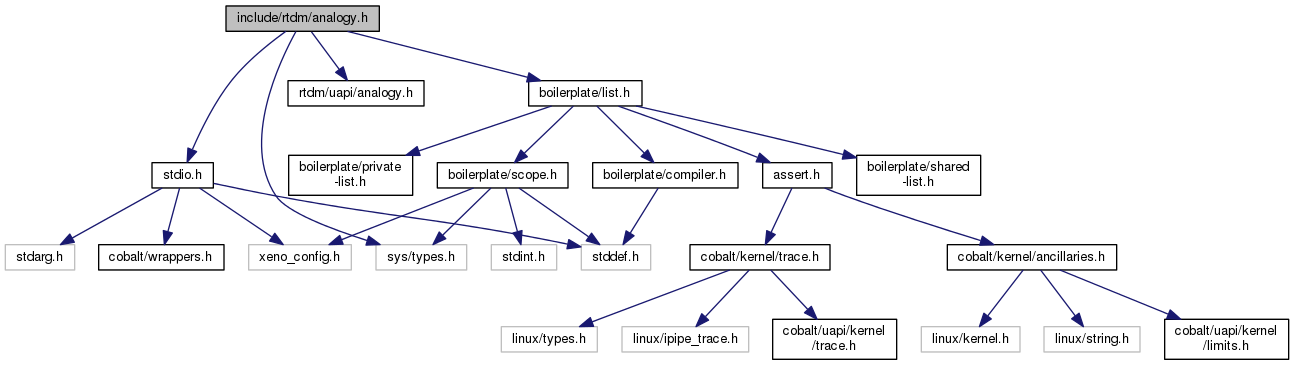 include/rtdm/analogy.h
rtdm/uapi/analogy.h
boilerplate/list.h
stdio.h
boilerplate/private
-list.h
boilerplate/scope.h
boilerplate/compiler.h
assert.h
boilerplate/shared
-list.h
stdarg.h
cobalt/wrappers.h
xeno_config.h
sys/types.h
stdint.h
stddef.h
cobalt/kernel/trace.h
cobalt/kernel/ancillaries.h
linux/types.h
linux/ipipe_trace.h
cobalt/uapi/kernel
/trace.h
linux/kernel.h
linux/string.h
cobalt/uapi/kernel
/limits.h